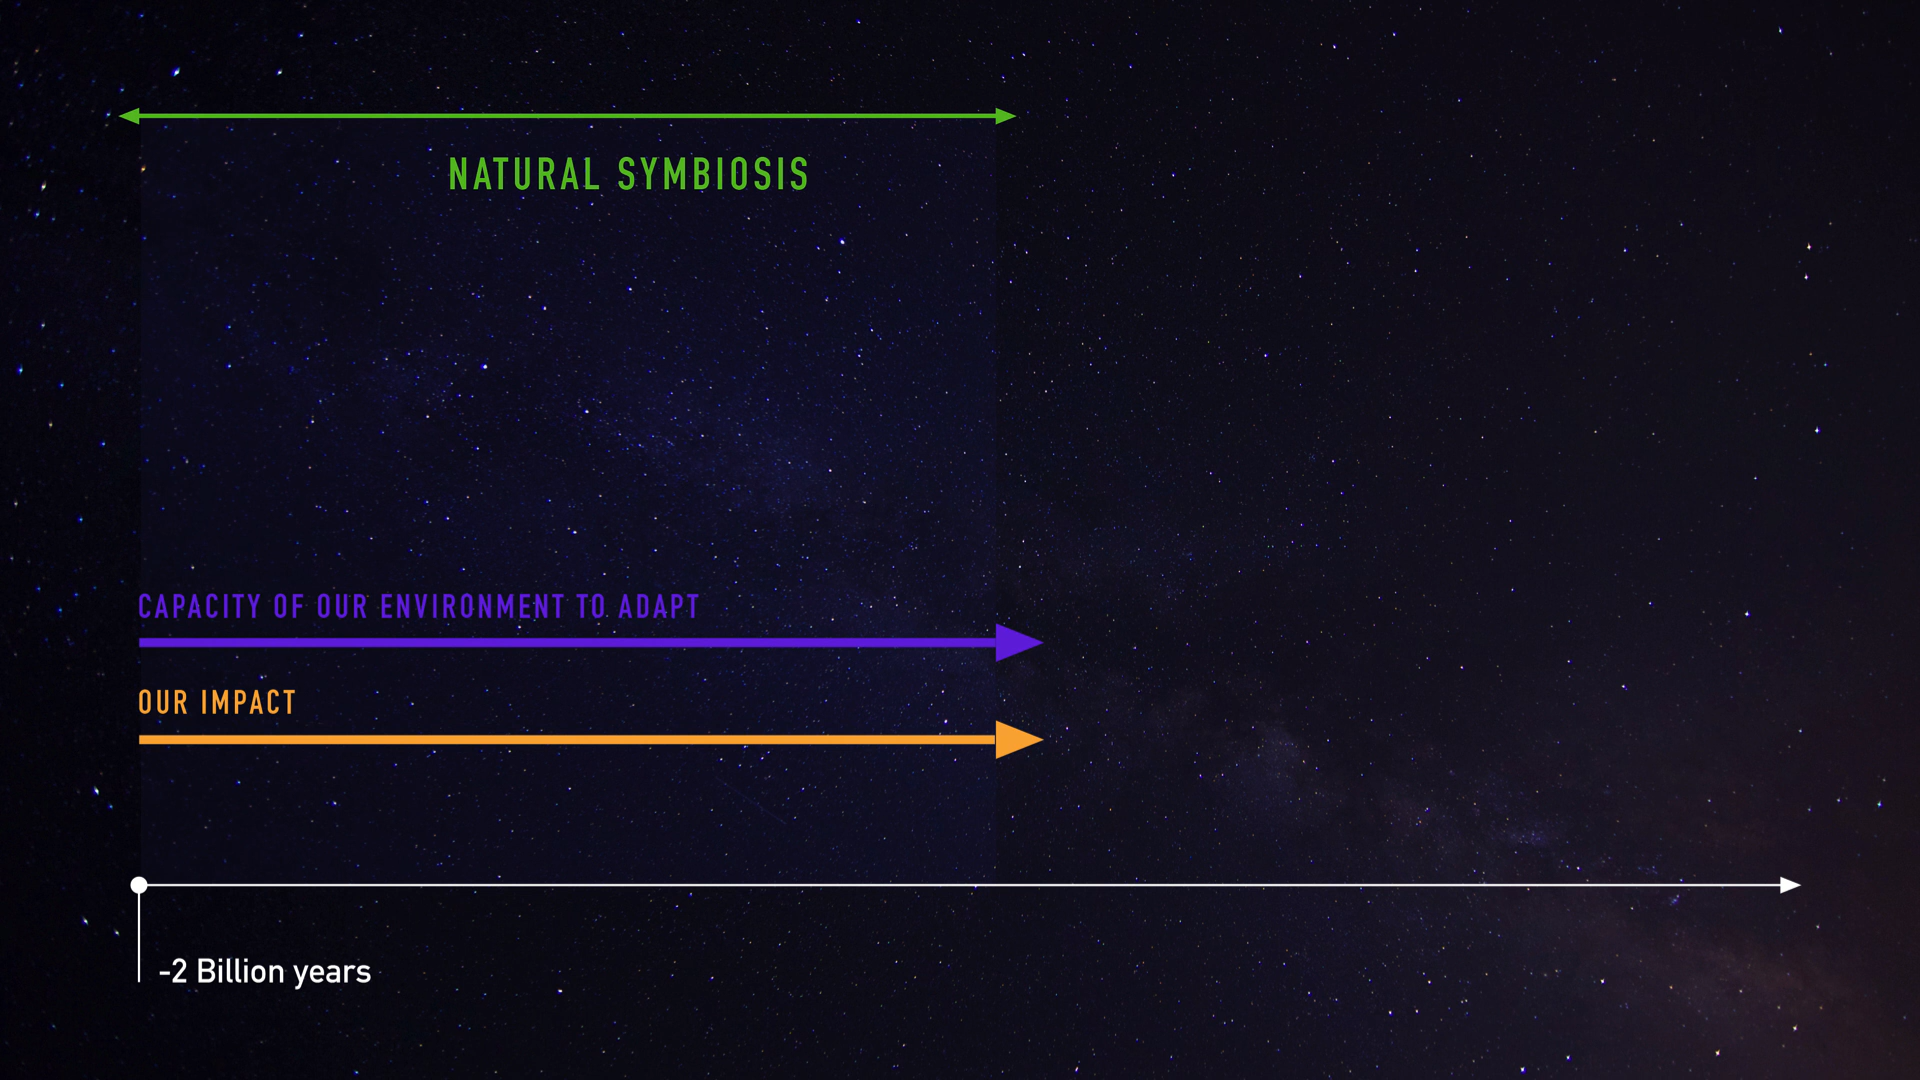 NATURAL SYMBIOSIS
CAPACITY OF OUR ENVIRONMENT TO ADAPT
OUR IMPACT
-2 Billion years